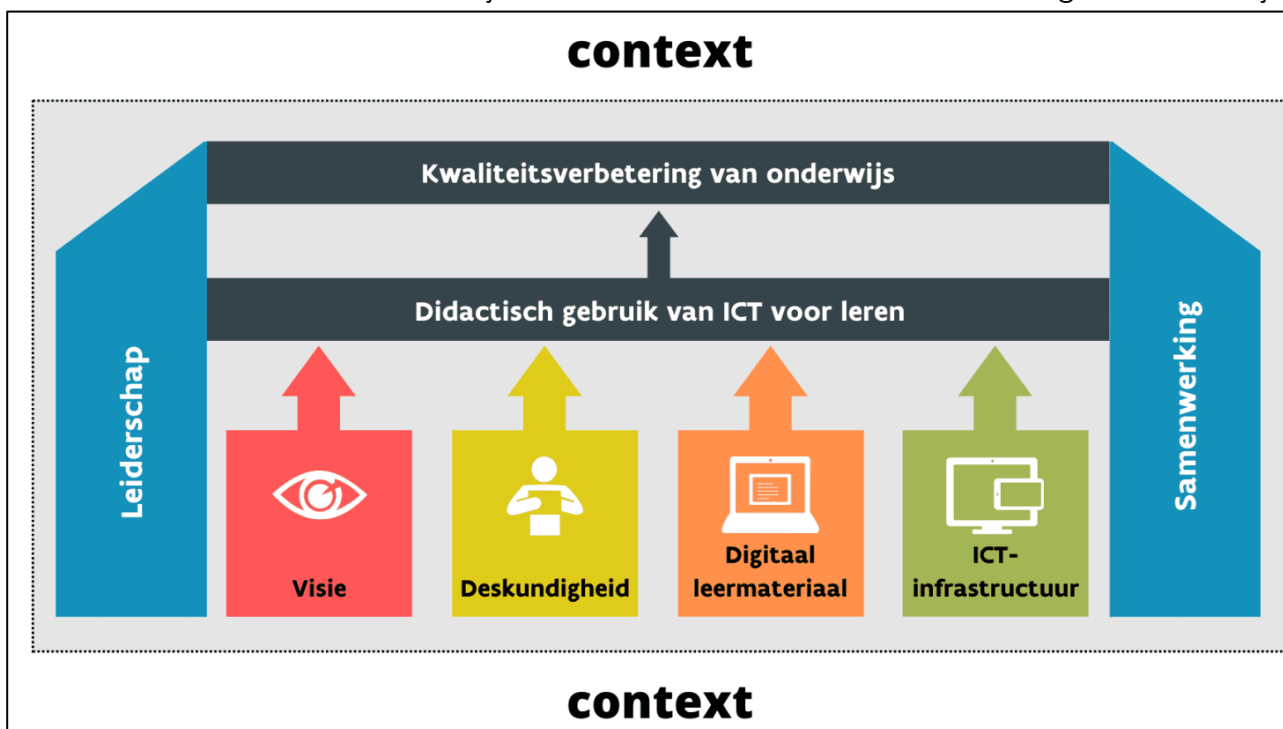 context
Kwaliteitsverbetering van onderwijs
Didactisch gebruik van ICT voor leren
Leiderschap
Visie
Deskundigheid
Digitaal
leermateriaal
ICT-
infrastructuur
Samenwerking
context